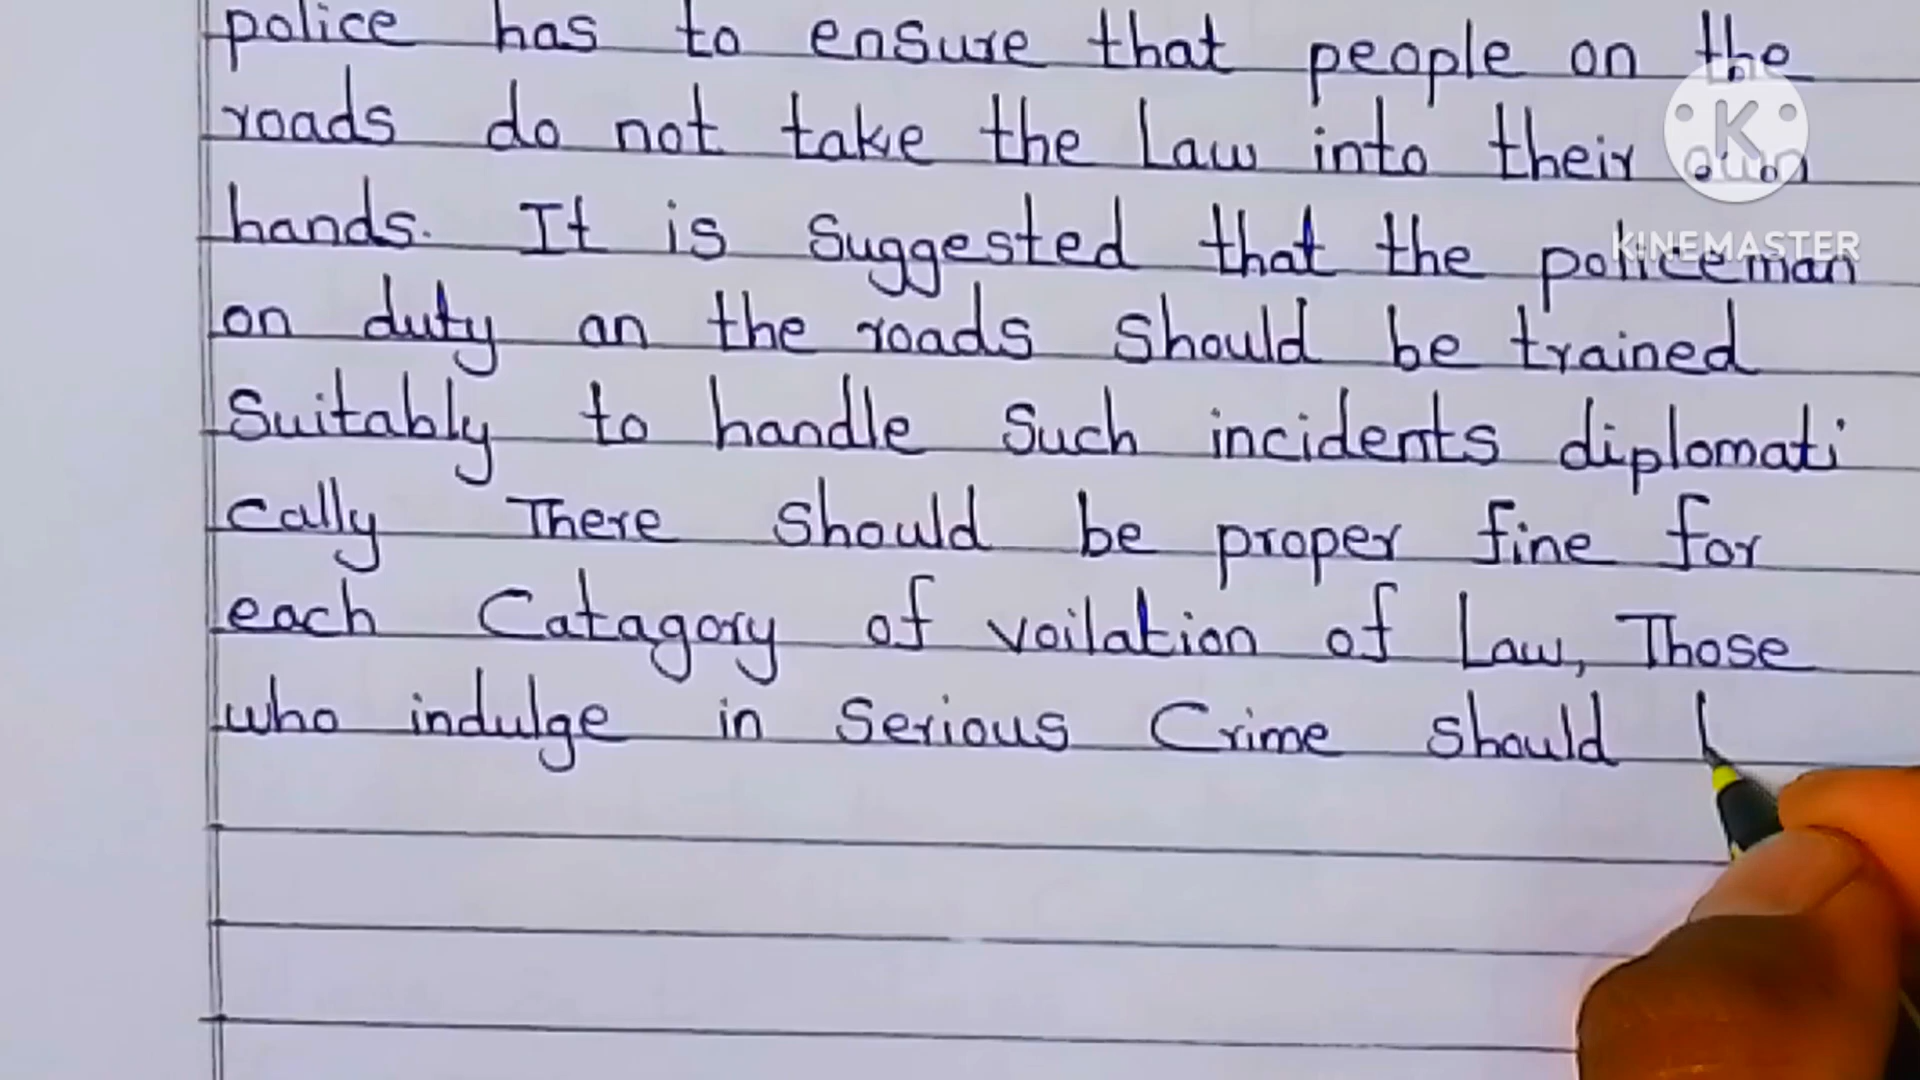 police has to ensure that people on the
roads do not take the Law into their own
hands. It is Suggested that the policeman
on duty an the roads Should be trained
Suitably to handle Such incidents diplomati
cally There Should be proper fine for
each Catagory of voilation of Law, Those
who indulge in Serious Crime Should
K
KINEMASTER